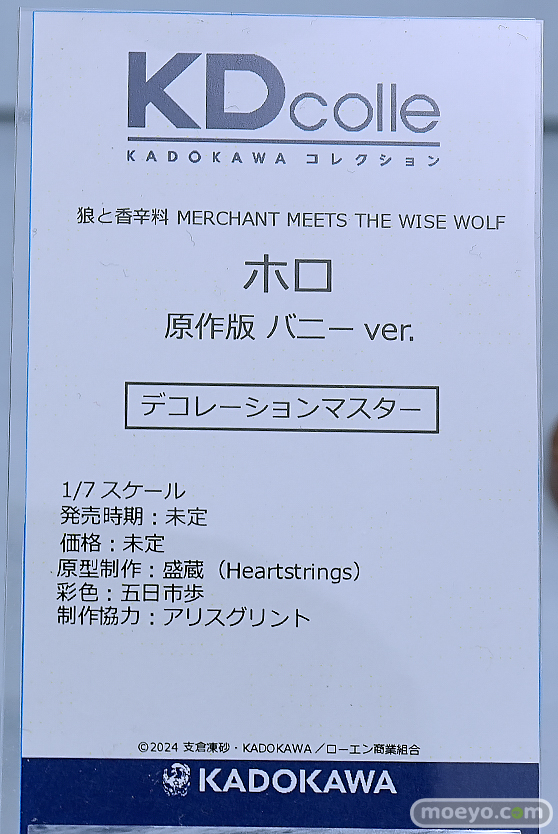 KDcolle
KADOKAWA コレクション
狼と香辛料 MERCHANT MEETS THE WISE WOLF
ホロ
原作版 バニー ver.
デコレーションマスター
1/7 スケール
発売時期：未定
価格：未定
原型制作：盛蔵（Heartstrings）
彩色：五日市歩
制作協力：アリスグリント
©2024 支倉凍砂・KADOKAWA／ローエン商業組合
KADOKAWA
moeyo.com